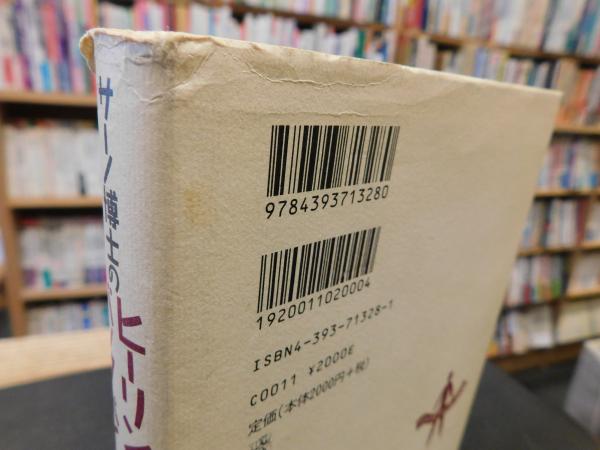 サーノ博士のヒーリン
9784393713280
1920011020004
ISBN4-393-71328-1
C0011 ¥2000E
定価(本体2000円+税)